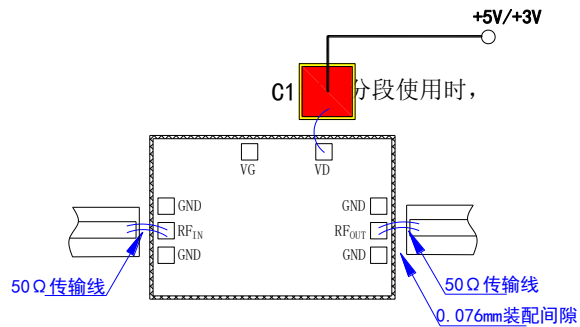 +5V/+3V
C1
分段使用时，
VG
VD
GND
GND
RFIN
RFOUT
GND
GND
50Ω传输线
50Ω传输线
0.076mm装配间隙